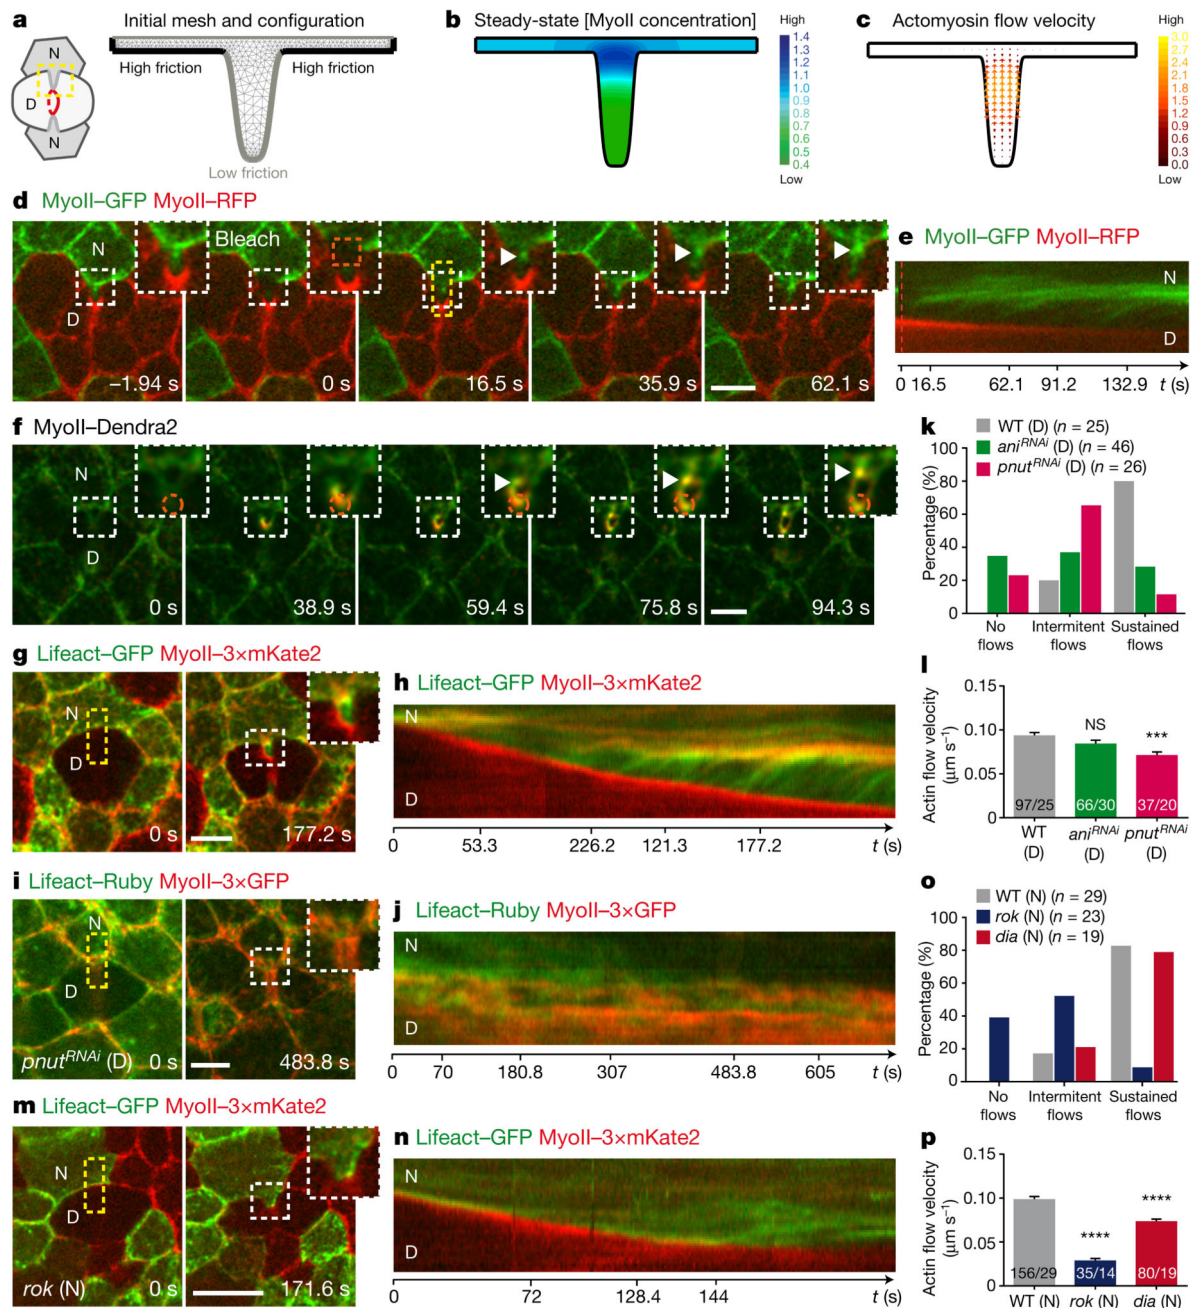 a Initial mesh and configuration
N
D
N
High friction
High friction
Low friction
b Steady-state [MyoII concentration]
High
1.4
1.3
1.2
1.1
1.0
0.9
0.8
0.7
0.6
0.5
0.4
Low
c Actomyosin flow velocity
High
3.0
2.7
2.4
2.1
1.8
1.5
1.2
0.9
0.6
0.3
0.0
Low
d MyoII–GFP MyoII–RFP
N
D
–1.94 s
Bleach
0 s
16.5 s
35.9 s
62.1 s
e MyoII–GFP MyoII–RFP
N
D
0 16.5 62.1 91.2 132.9 t (s)
f MyoII–Dendra2
N
D
0 s
38.9 s
59.4 s
75.8 s
94.3 s
k WT (D) (n = 25)
aniRNAi (D) (n = 46)
pnutRNAi (D) (n = 26)
Percentage (%)
100
80
60
40
20
0
No flows
Intermitent flows
Sustained flows
g Lifeact–GFP MyoII–3×mKate2
N
D
0 s
177.2 s
h Lifeact–GFP MyoII–3×mKate2
N
D
0 53.3 226.2 121.3 177.2 t (s)
l
Actin flow velocity (µm s–1)
0.15
0.10
0.05
0
NS
***
97/25
66/30
37/20
WT (D)
aniRNAi (D)
pnutRNAi (D)
i Lifeact–Ruby MyoII–3×GFP
N
D
pnutRNAi (D) 0 s
483.8 s
j Lifeact–Ruby MyoII–3×GFP
N
D
0 70 180.8 307 483.8 605 t (s)
o WT (N) (n = 29)
rok (N) (n = 23)
dia (N) (n = 19)
Percentage (%)
100
80
60
40
20
0
No flows
Intermitent flows
Sustained flows
m Lifeact–GFP MyoII–3×mKate2
N
D
rok (N) 0 s
171.6 s
n Lifeact–GFP MyoII–3×mKate2
N
D
0 72 128.4 144 t (s)
p
Actin flow velocity (µm s–1)
0.15
0.10
0.05
0
****
****
156/29
35/14
80/19
WT (N) rok (N) dia (N)